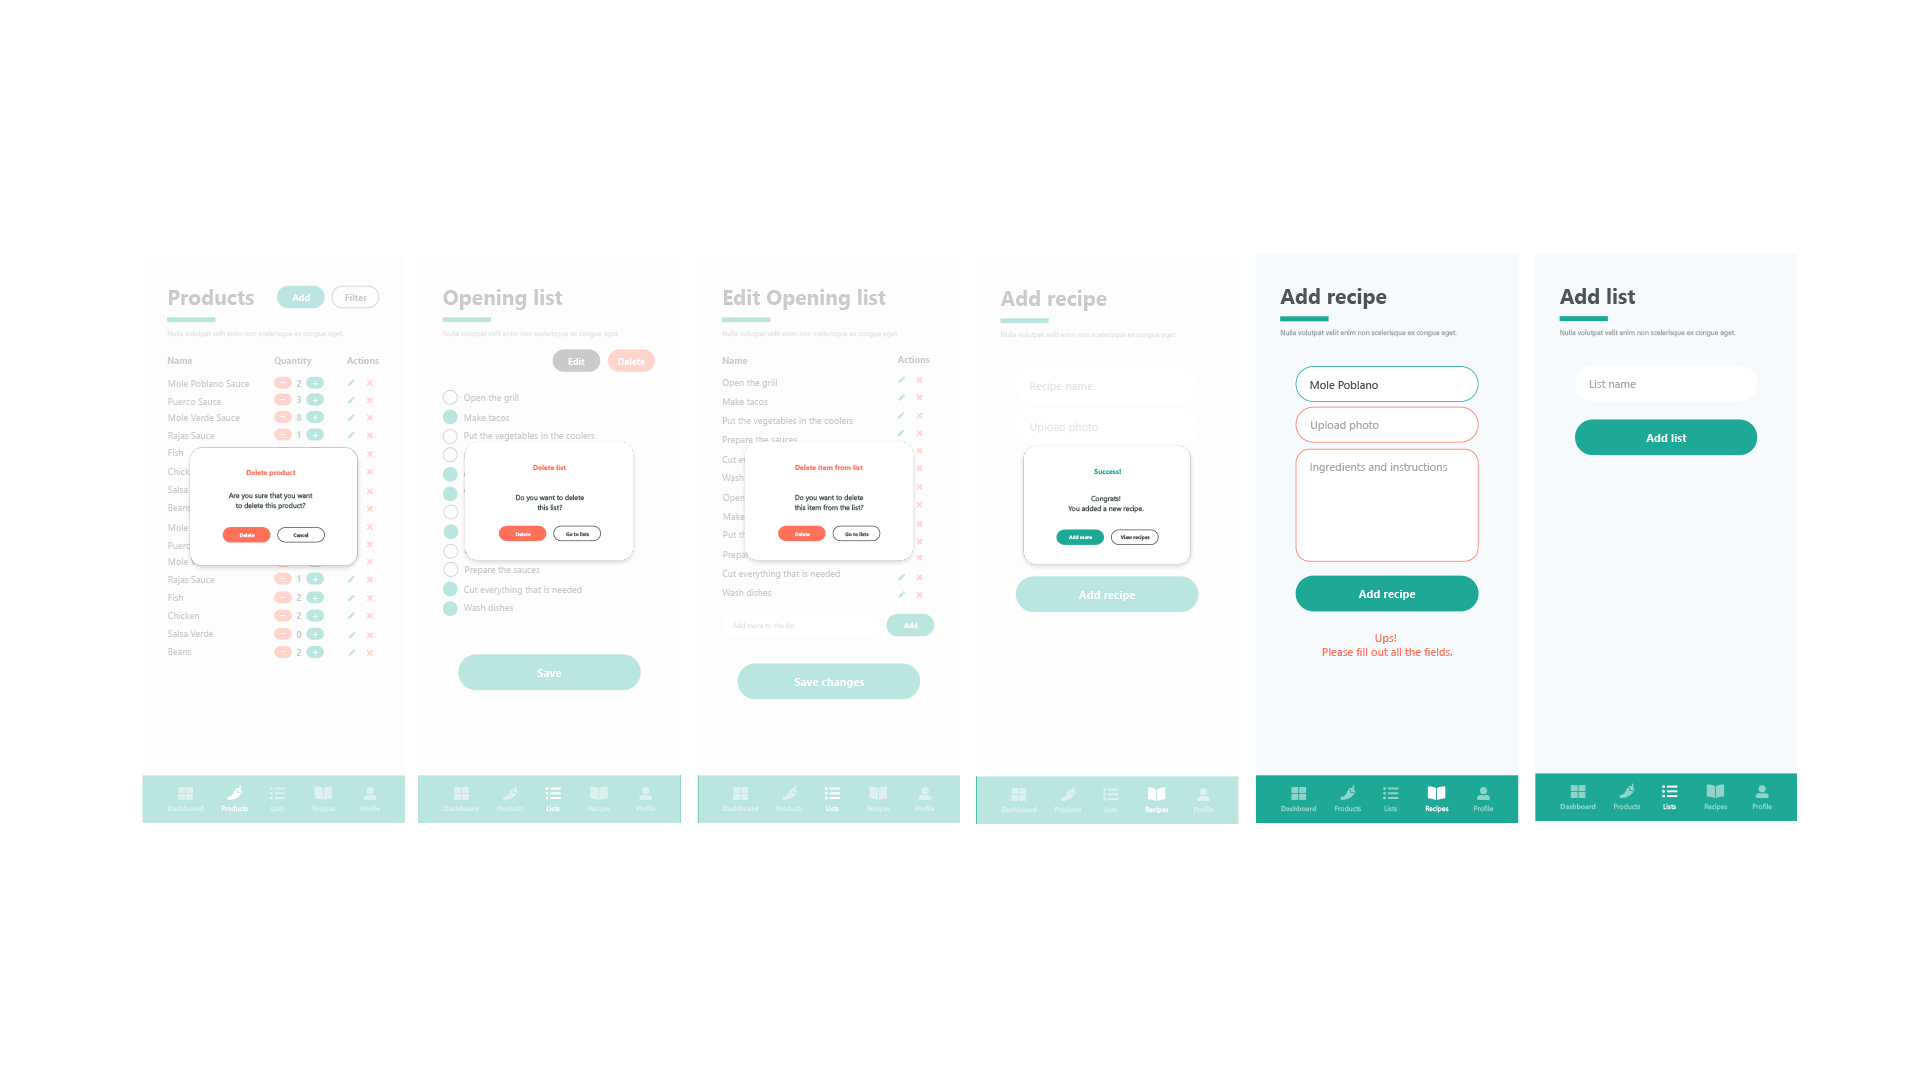 Products
Add
Filter
Nulla volutpat velit enim non scelerisque ex congue eget.
Name Quantity Actions
Mole Poblano Sauce − 2 +
Puerco Sauce − 3 +
Mole Verde Sauce − 8 +
Rajas Sauce − 1 +
Fish
Chick
Salsa
Beans
Mole
Puerc
Mole V
Delete product
Are you sure that you want
to delete this product?
Delete
Cancel
Rajas Sauce − 1 +
Fish − 2 +
Chicken − 2 +
Salsa Verde − 0 +
Beans − 2 +
Dashboard Products Lists Recipes Profile
Opening list
Nulla volutpat velit enim non scelerisque ex congue eget.
Edit
Delete
Open the grill
Make tacos
Put the vegetables in the coolers
Delete list
Do you want to delete
this list?
Delete
Go to lists
Prepare the sauces
Cut everything that is needed
Wash dishes
Save
Dashboard Products Lists Recipes Profile
Edit Opening list
Nulla volutpat velit enim non scelerisque ex congue eget.
Name Actions
Open the grill
Make tacos
Put the vegetables in the coolers
Prepare the sauces
Cut ev
Wash
Open
Make
Put th
Prepa
Delete item from list
Do you want to delete
this item from the list?
Delete
Go to lists
Cut everything that is needed
Wash dishes
Add more to the list
Add
Save changes
Dashboard Products Lists Recipes Profile
Add recipe
Nulla volutpat velit enim non scelerisque ex congue eget.
Recipe name
Upload photo
Success!
Congrats!
You added a new recipe.
Add more
View recipes
Add recipe
Dashboard Products Lists Recipes Profile
Add recipe
Nulla volutpat velit enim non scelerisque ex congue eget.
Mole Poblano
Upload photo
Ingredients and instructions
Add recipe
Ups!
Please fill out all the fields.
Dashboard Products Lists Recipes Profile
Add list
Nulla volutpat velit enim non scelerisque ex congue eget.
List name
Add list
Dashboard Products Lists Recipes Profile